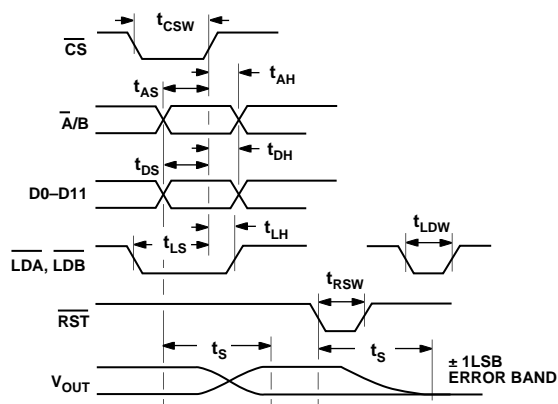 tCSW
CS
tAS
tAH
A/B
tDS
tDH
D0–D11
tLS
tLH
tLDW
LDA, LDB
tRSW
RST
tS
tS
± 1LSB
ERROR BAND
VOUT